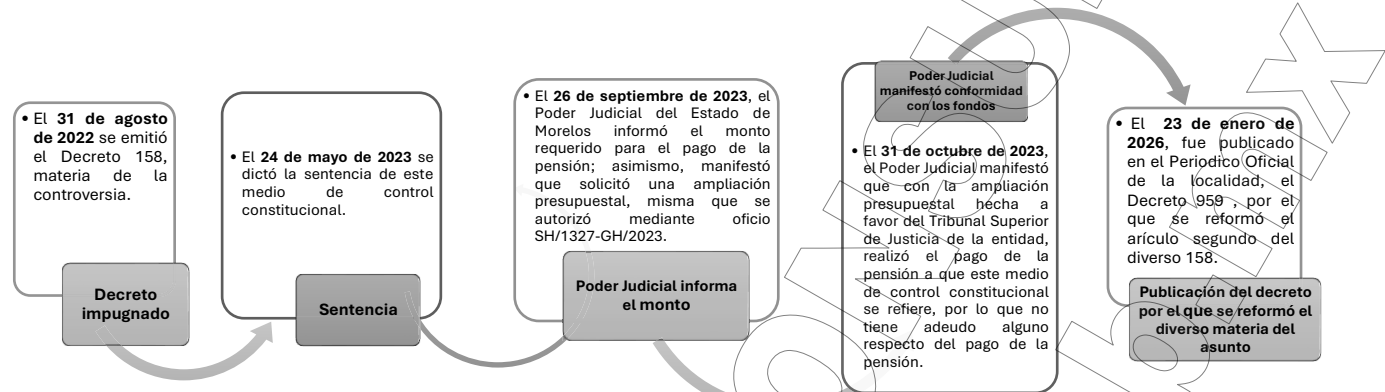 • El 31 de agosto
de 2022 se emitió
el Decreto 158,
materia de la
controversia.
Decreto
impugnado
• El 24 de mayo de 2023 se
dictó la sentencia de este
medio de control
constitucional.
Sentencia
• El 26 de septiembre de 2023, el
Poder Judicial del Estado de
Morelos informó el monto
requerido para el pago de la
pensión; asimismo, manifestó
que solicitó una ampliación
presupuestal, misma que se
autorizó mediante oficio
SH/1327-GH/2023.
Poder Judicial informa
el monto
Poder Judicial
manifestó conformidad
con los fondos
• El 31 de octubre de 2023,
el Poder Judicial manifestó
que con la ampliación
presupuestal hecha a
favor del Tribunal Superior
de Justicia de la entidad,
realizó el pago de la
pensión a que este medio
de control constitucional
se refiere, por lo que no
tiene adeudo alguno
respecto del pago de la
pensión.
• El 23 de enero de
2026, fue publicado
en el Periodico Oficial
de la localidad, el
Decreto 959 , por el
que se reformó el
arículo segundo del
diverso 158.
Publicación del decreto
por el que se reformó el
diverso materia del
asunto